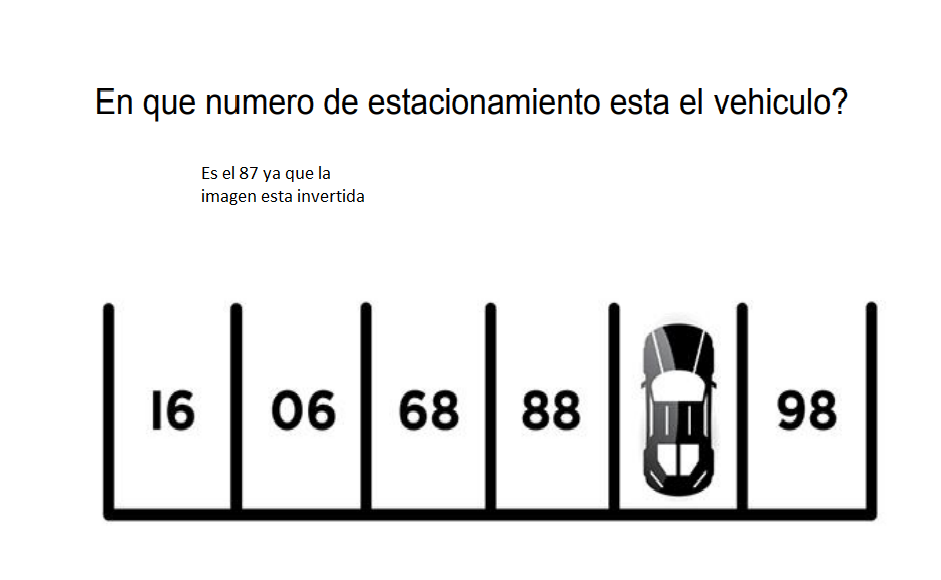 En que numero de estacionamiento esta el vehiculo?
Es el 87 ya que la
imagen esta invertida
16 06 68 88 98